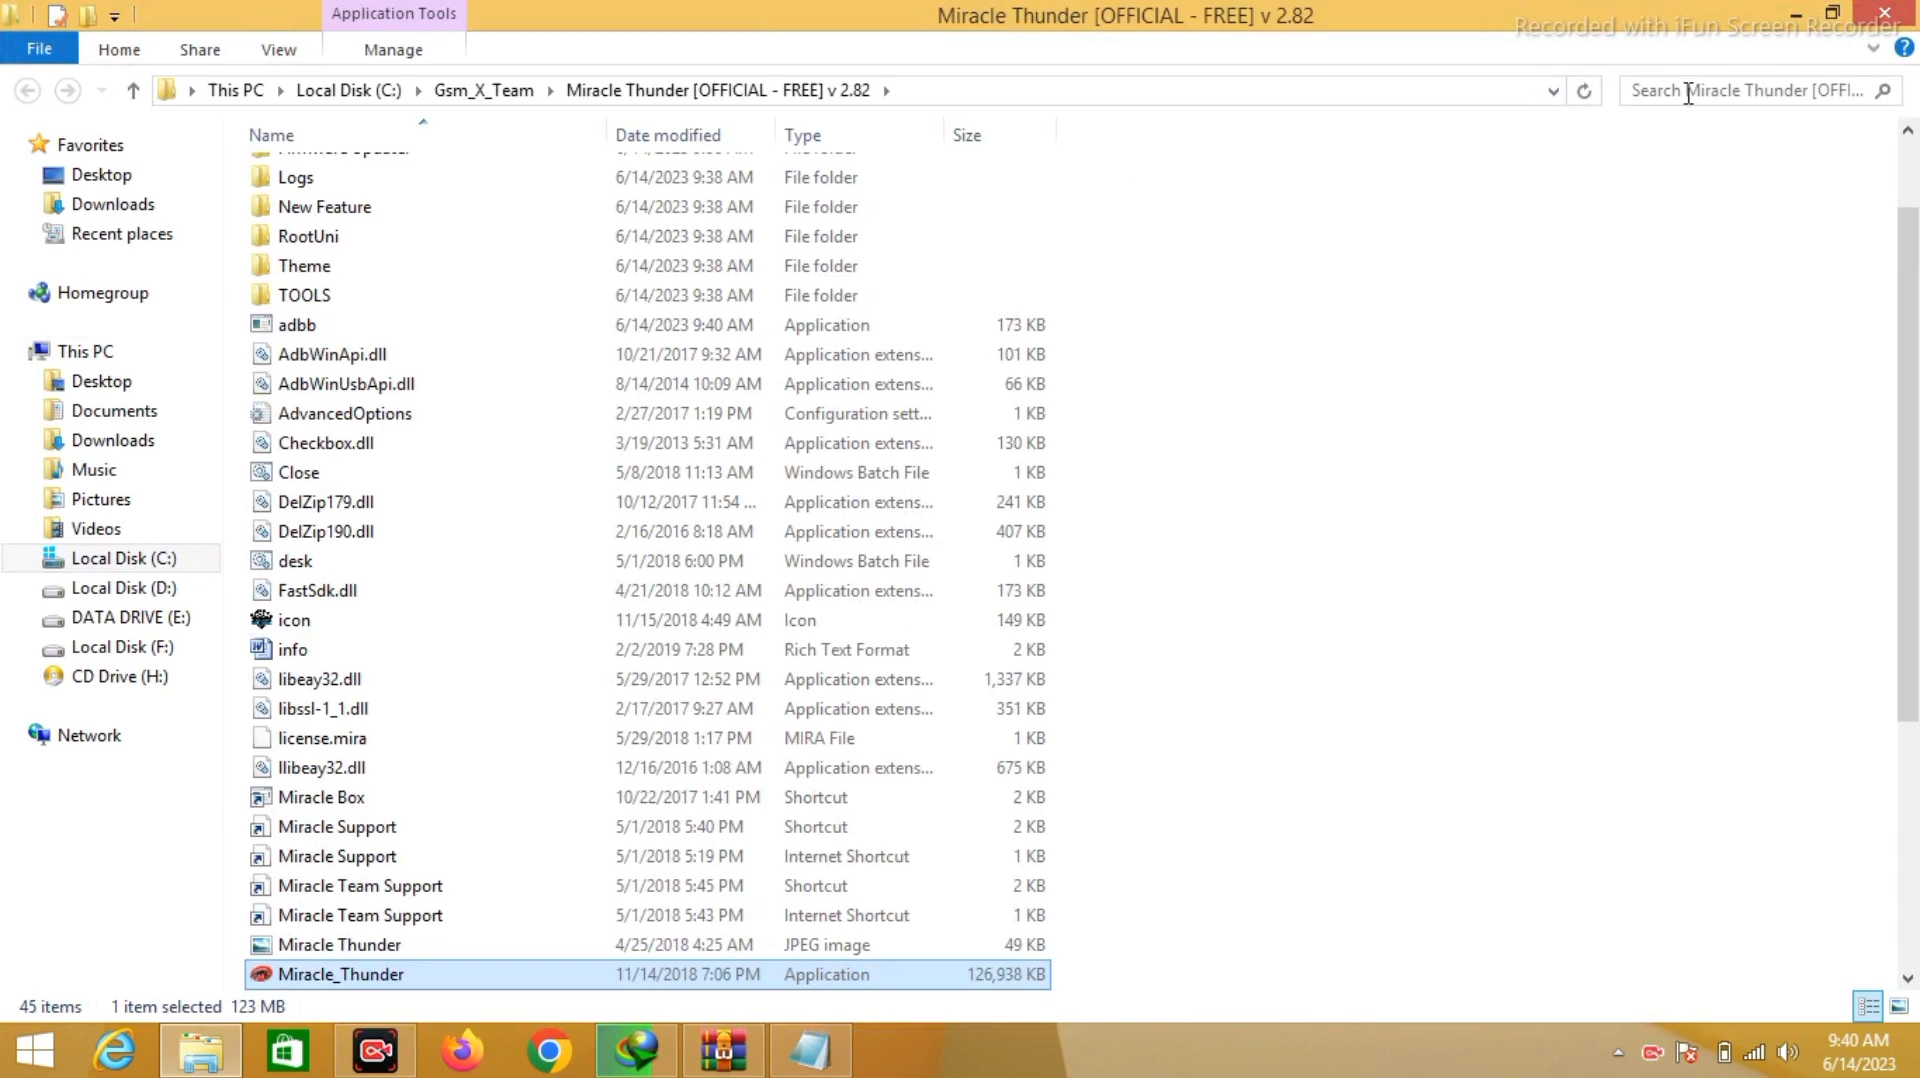 Application Tools
Miracle Thunder [OFFICIAL - FREE] v 2.82
Recorded with iFun Screen Recorder
File
Home
Share
View
Manage
This PC
Local Disk (C:)
Gsm_X_Team
Miracle Thunder [OFFICIAL - FREE] v 2.82
Search Miracle Thunder [OFFI...
Name
Date modified
Type
Size
Favorites
Desktop
Downloads
Recent places
Homegroup
This PC
Desktop
Documents
Downloads
Music
Pictures
Videos
Local Disk (C:)
Local Disk (D:)
DATA DRIVE (E:)
Local Disk (F:)
CD Drive (H:)
Network
Logs 6/14/2023 9:38 AM File folder
New Feature 6/14/2023 9:38 AM File folder
RootUni 6/14/2023 9:38 AM File folder
Theme 6/14/2023 9:38 AM File folder
TOOLS 6/14/2023 9:38 AM File folder
adbb 6/14/2023 9:40 AM Application 173 KB
AdbWinApi.dll 10/21/2017 9:32 AM Application extens... 101 KB
AdbWinUsbApi.dll 8/14/2014 10:09 AM Application extens... 66 KB
AdvancedOptions 2/27/2017 1:19 PM Configuration sett... 1 KB
Checkbox.dll 3/19/2013 5:31 AM Application extens... 130 KB
Close 5/8/2018 11:13 AM Windows Batch File 1 KB
DelZip179.dll 10/12/2017 11:54 ... Application extens... 241 KB
DelZip190.dll 2/16/2016 8:18 AM Application extens... 407 KB
desk 5/1/2018 6:00 PM Windows Batch File 1 KB
FastSdk.dll 4/21/2018 10:12 AM Application extens... 173 KB
icon 11/15/2018 4:49 AM Icon 149 KB
info 2/2/2019 7:28 PM Rich Text Format 2 KB
libeay32.dll 5/29/2017 12:52 PM Application extens... 1,337 KB
libssl-1_1.dll 2/17/2017 9:27 AM Application extens... 351 KB
license.mira 5/29/2018 1:17 PM MIRA File 1 KB
llibeay32.dll 12/16/2016 1:08 AM Application extens... 675 KB
Miracle Box 10/22/2017 1:41 PM Shortcut 2 KB
Miracle Support 5/1/2018 5:40 PM Shortcut 2 KB
Miracle Support 5/1/2018 5:19 PM Internet Shortcut 1 KB
Miracle Team Support 5/1/2018 5:45 PM Shortcut 2 KB
Miracle Team Support 5/1/2018 5:43 PM Internet Shortcut 1 KB
Miracle Thunder 4/25/2018 4:25 AM JPEG image 49 KB
Miracle_Thunder 11/14/2018 7:06 PM Application 126,938 KB
45 items 1 item selected 123 MB
9:40 AM
6/14/2023